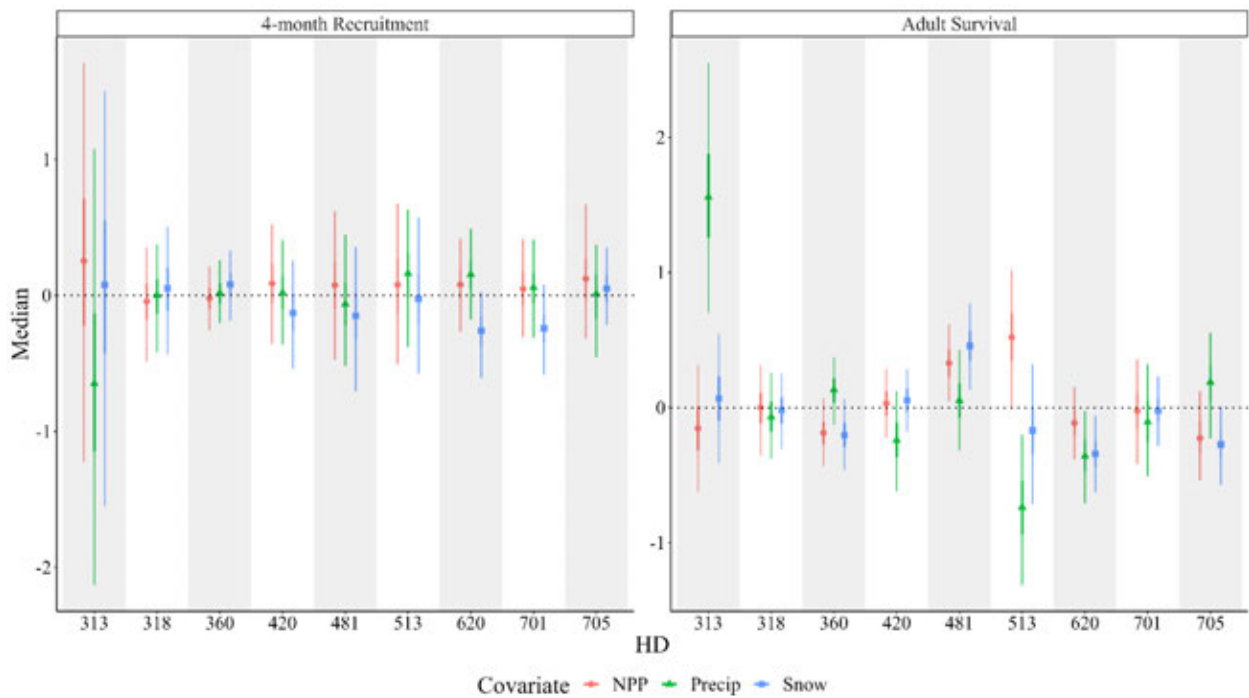 4-month Recruitment
Adult Survival
Median
1
0
-1
-2
2
1
0
-1
313 318 360 420 481 513 620 701 705
313 318 360 420 481 513 620 701 705
HD
Covariate NPP Precip Snow